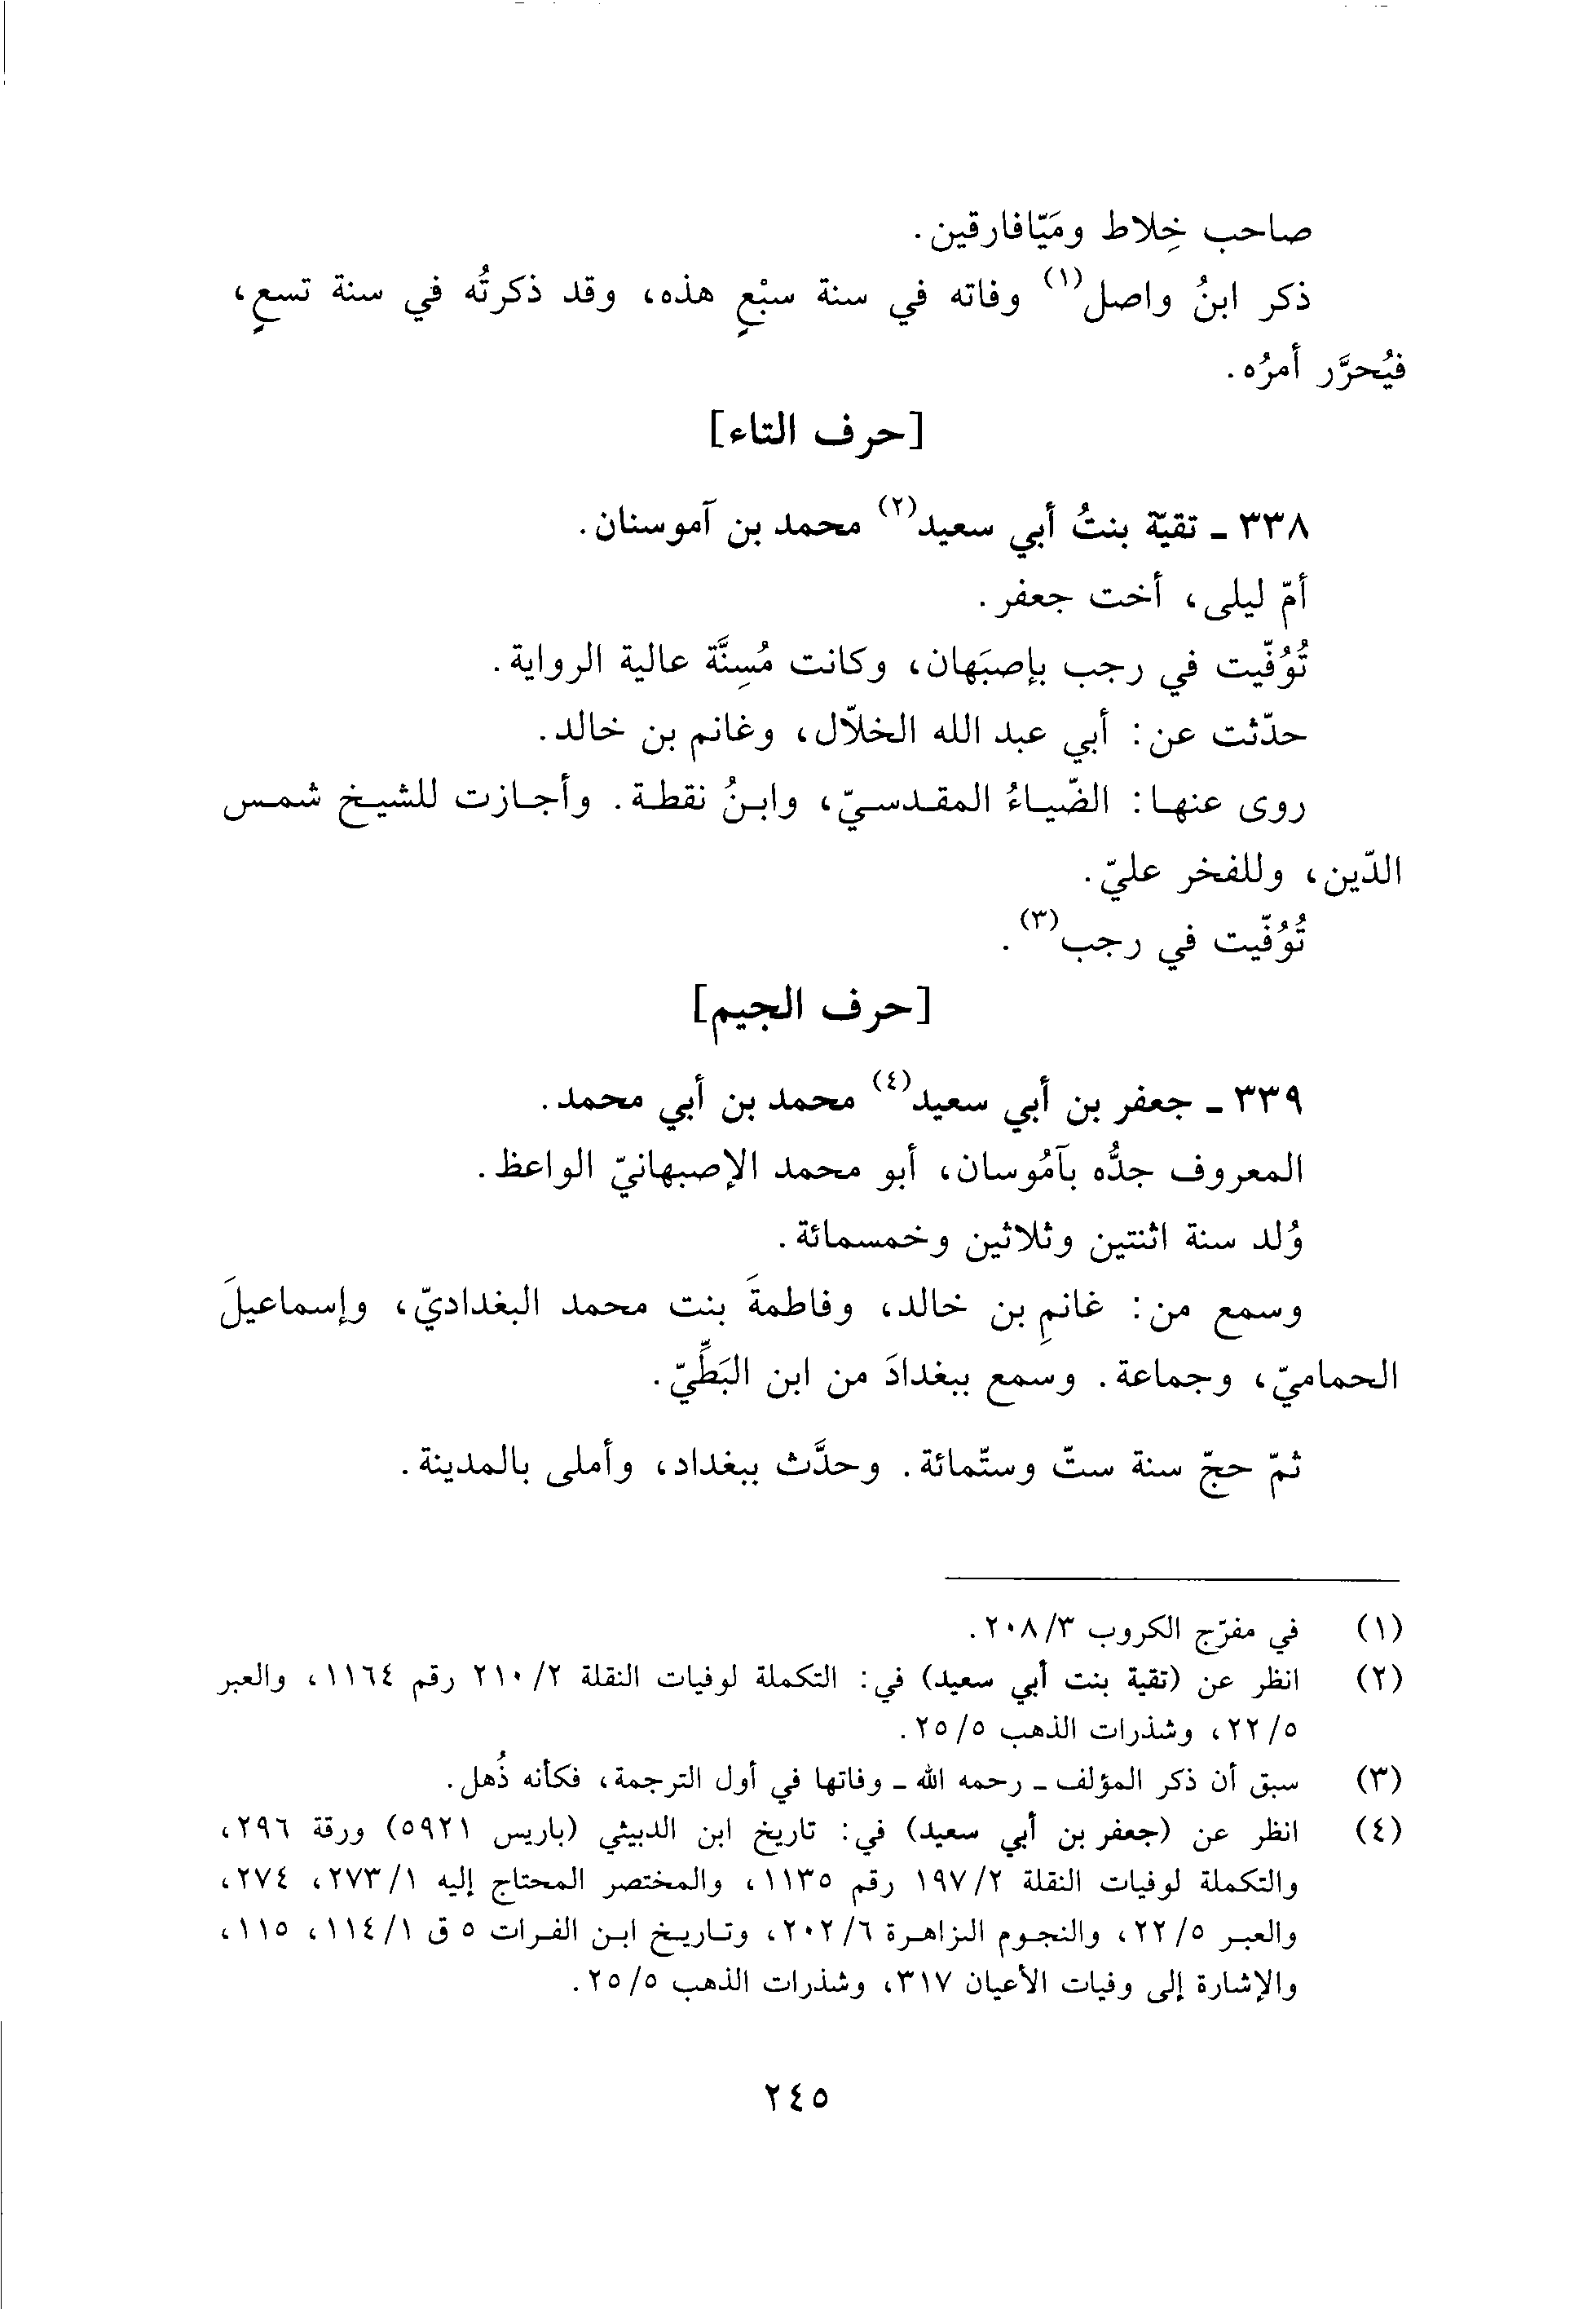 صاحب خِلاط ومَيّافارقين.
ذكر ابنُ واصل(١) وفاته في سنة سبْعٍ هذه، وقد ذكرتُه في سنة تسعٍ،
فيُحرَّر أمرُه.
[حرف التاء]
٣٣٨ ـ تقيّة بنتُ أبي سعيد(٢) محمد بن آموسنان.
أمّ ليلى، أخت جعفر.
تُوُفّيت في رجب بإصبَهان، وكانت مُسِنَّة عالية الرواية.
حدّثت عن: أبي عبد الله الخلّال، وغانم بن خالد.
روى عنها: الضّياءُ المقدسيّ، وابنُ نقطة. وأجازت للشيخ شمس
الدّين، وللفخر عليّ.
تُوُفّيت في رجب(٣).
[حرف الجيم]
٣٣٩ ـ جعفر بن أبي سعيد(٤) محمد بن أبي محمد.
المعروف جدُّه بآمُوسان، أبو محمد الإصبهانيّ الواعظ.
وُلد سنة اثنتين وثلاثين وخمسمائة.
وسمع من: غانمِ بن خالد، وفاطمةَ بنت محمد البغداديّ، وإسماعيلَ
الحماميّ، وجماعة. وسمع ببغدادَ من ابن البَطِّيّ.
ثمّ حجّ سنة ستّ وستّمائة. وحدَّث ببغداد، وأملى بالمدينة.
(١) في مفرّج الكروب ٢٠٨/٣.
(٢) انظر عن (تقية بنت أبي سعيد) في: التكملة لوفيات النقلة ٢١٠/٢ رقم ١١٦٤، والعبر
٢٢/٥، وشذرات الذهب ٢٥/٥.
(٣) سبق أن ذكر المؤلف ـ رحمه الله ـ وفاتها في أول الترجمة، فكأنه ذُهل.
(٤) انظر عن (جعفر بن أبي سعيد) في: تاريخ ابن الدبيثي (باريس ٥٩٢١) ورقة ٢٩٦،
والتكملة لوفيات النقلة ١٩٧/٢ رقم ١١٣٥، والمختصر المحتاج إليه ٢٧٣/١، ٢٧٤،
والعبر ٢٢/٥، والنجوم الزاهرة ٢٠٢/٦، وتاريخ ابن الفرات ٥ ق ١١٤/١، ١١٥،
والإشارة إلى وفيات الأعيان ٣١٧، وشذرات الذهب ٢٥/٥.
٢٤٥